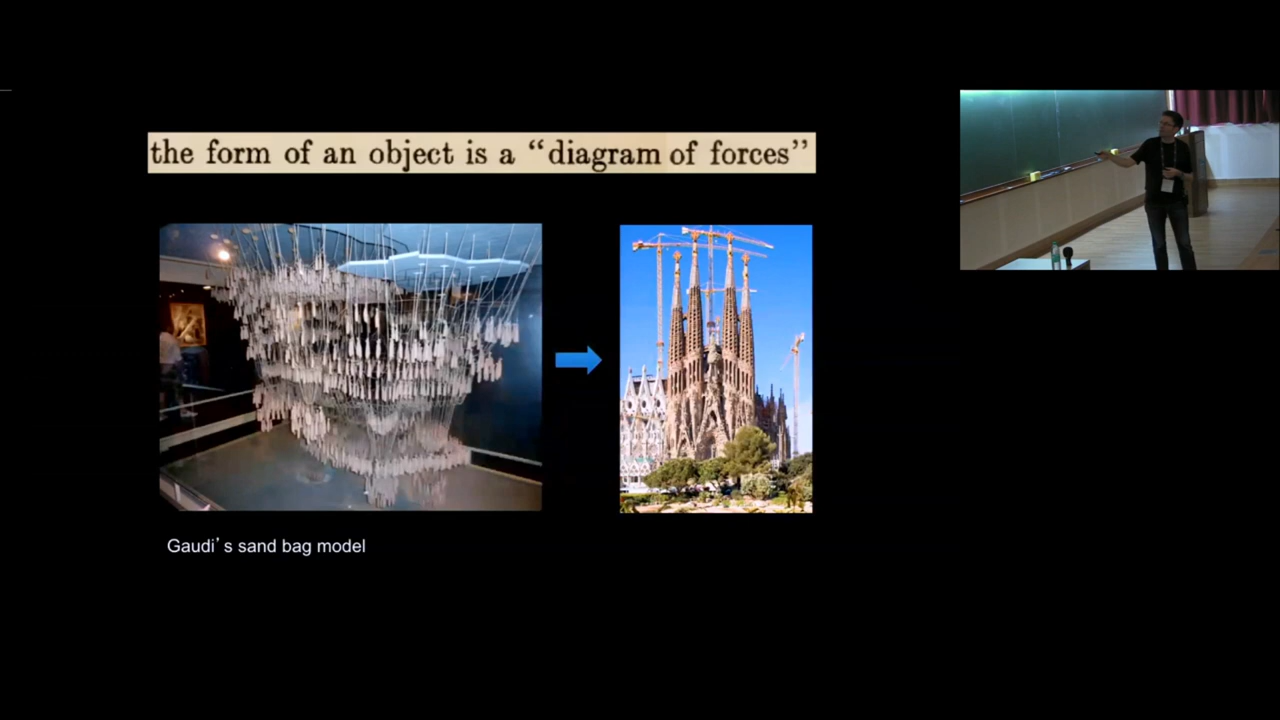 the form of an object is a “diagram of forces”
Gaudi’s sand bag model